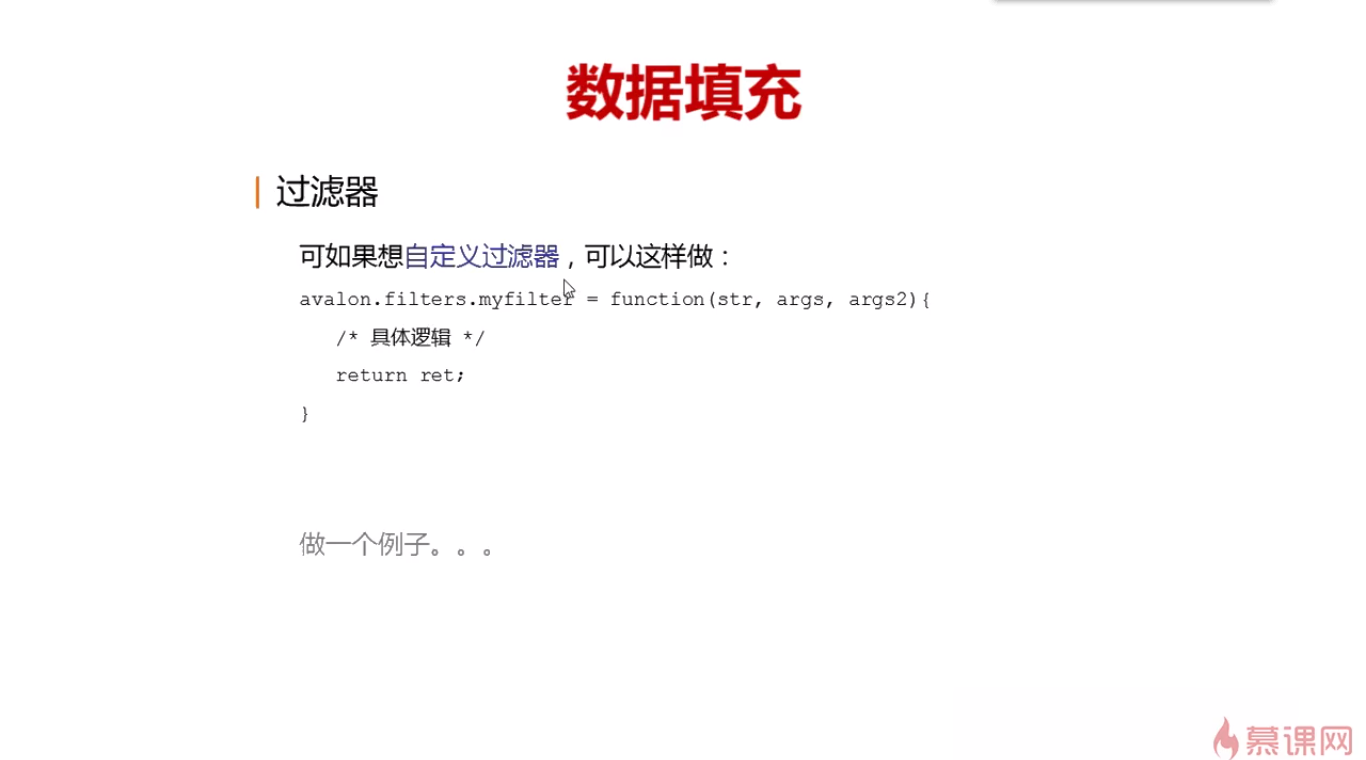 数据填充
过滤器
可如果想自定义过滤器，可以这样做：
avalon.filters.myfilter = function(str, args, args2){
/* 具体逻辑 */
return ret;
}
做一个例子。。。
慕课网